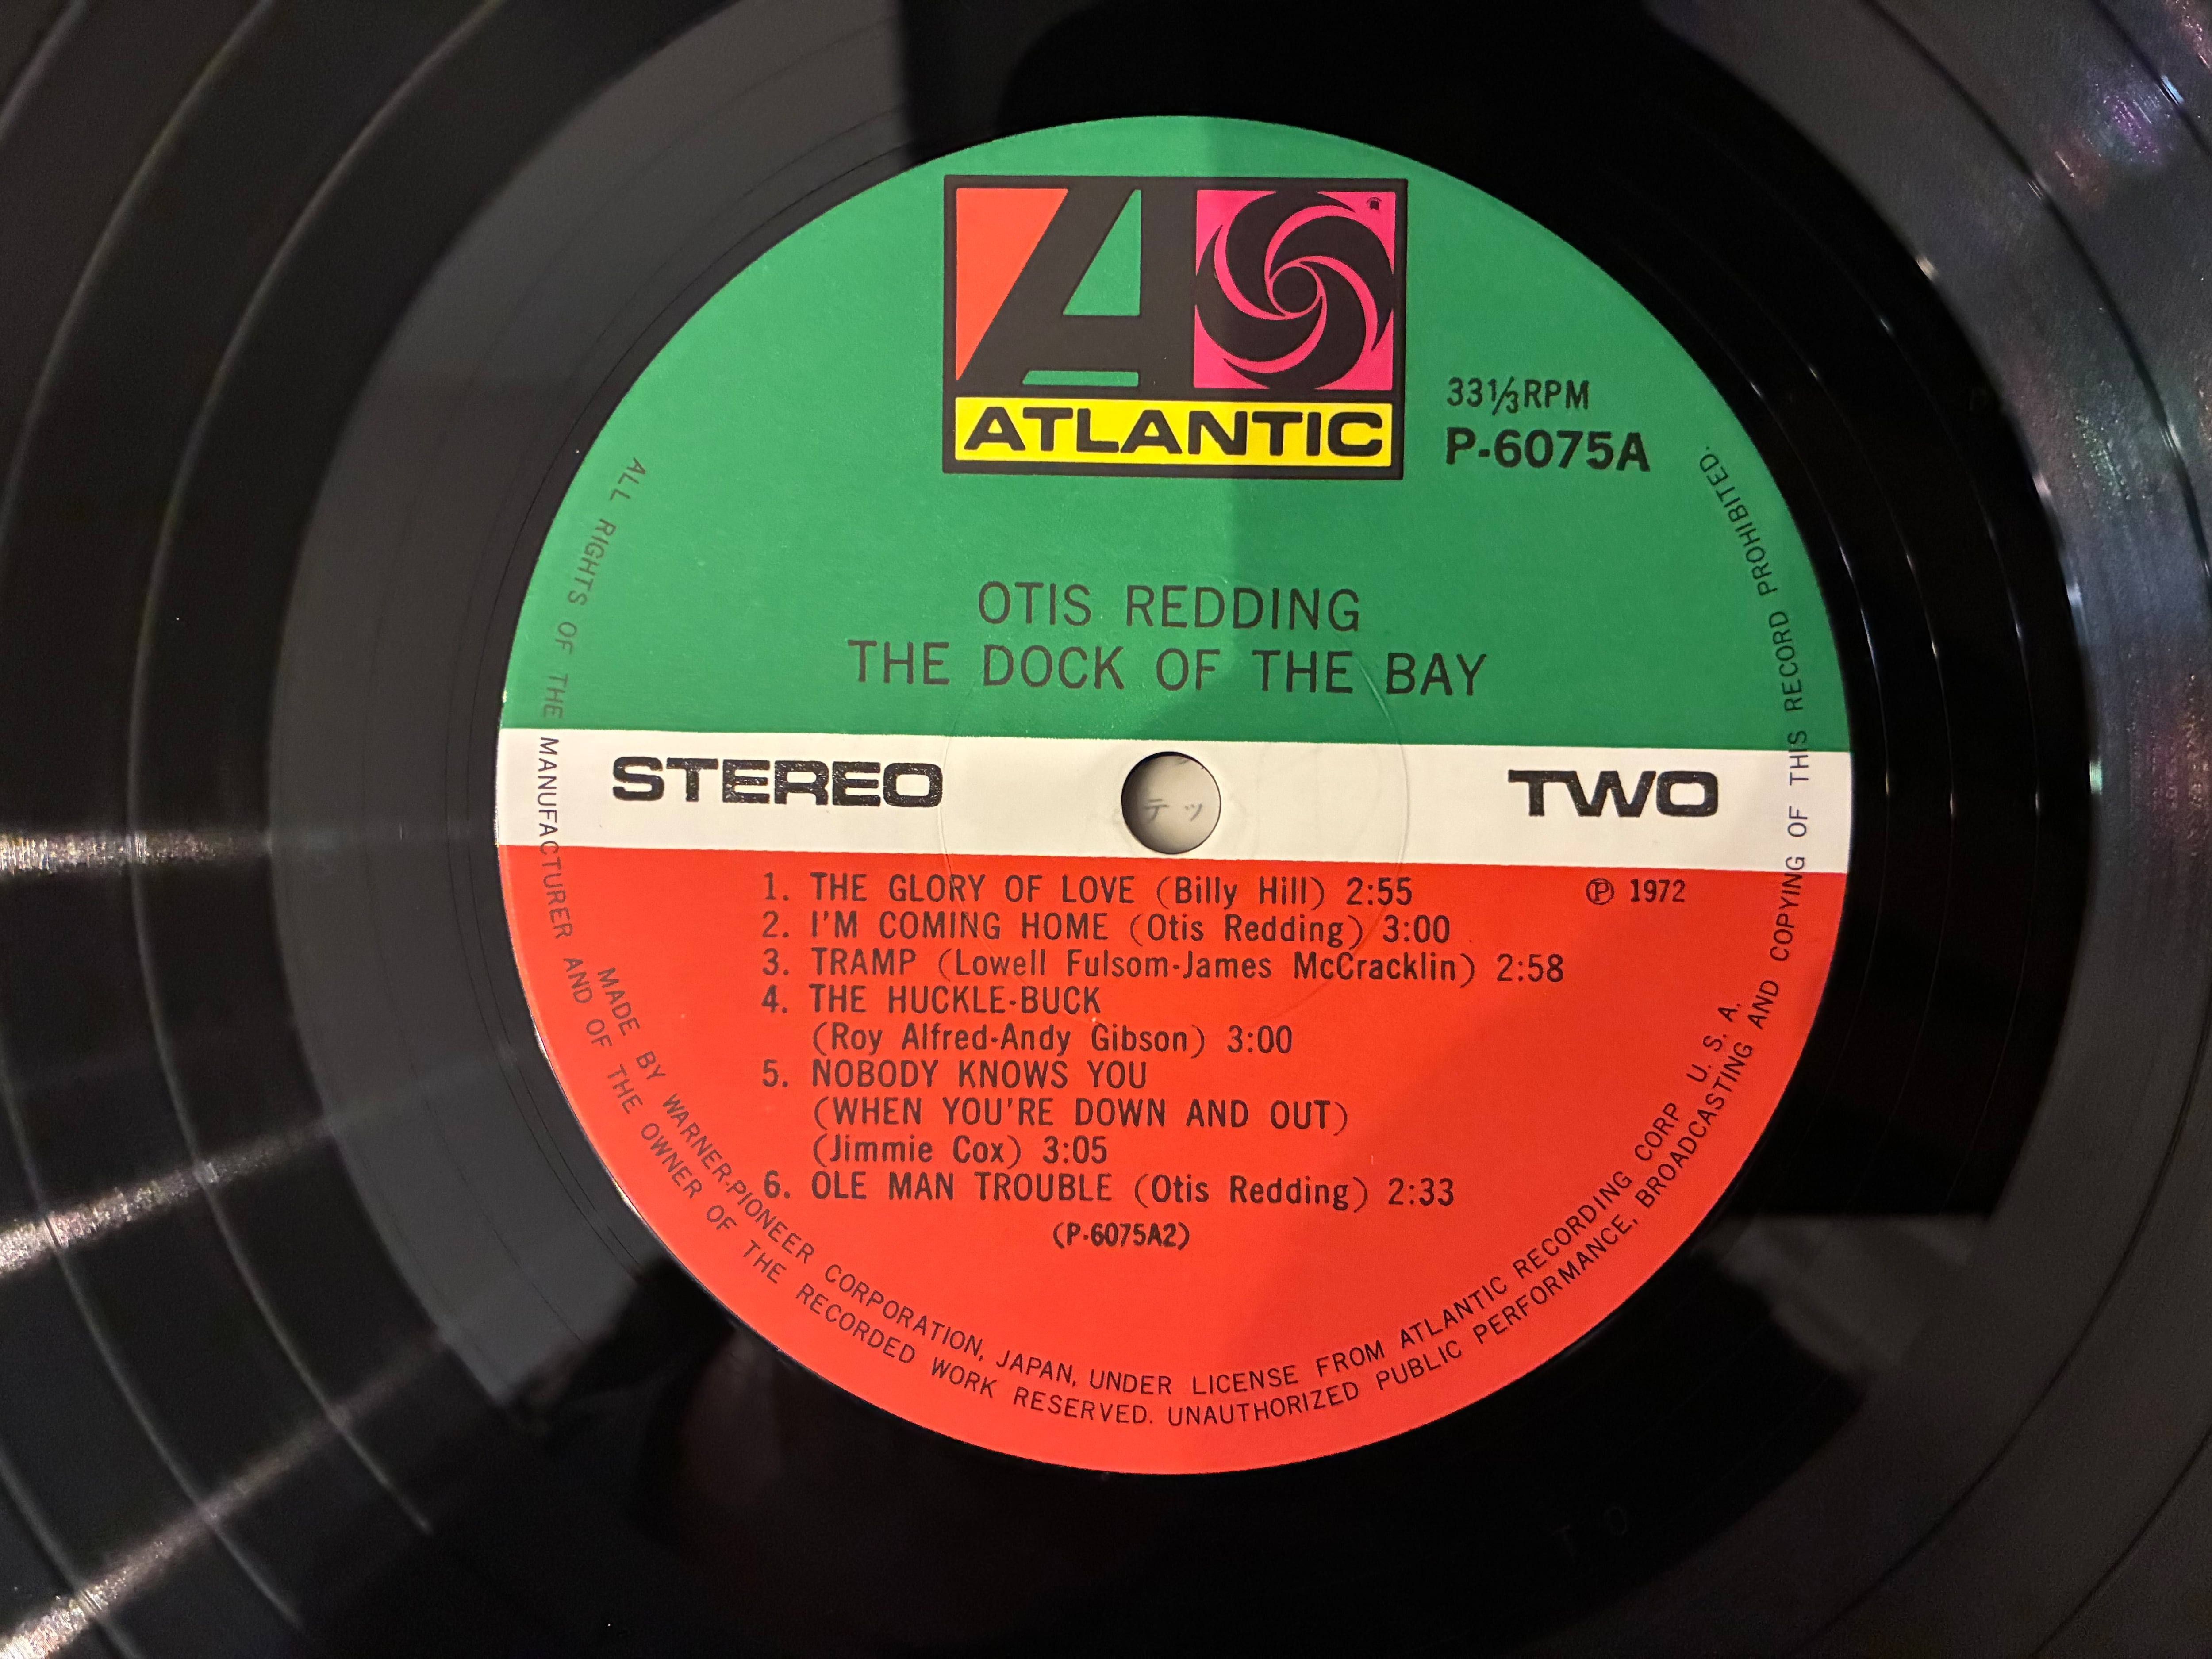 ATLANTIC
33⅓RPM
P-6075A
OTIS REDDING
THE DOCK OF THE BAY
STEREO
テッ
TWO
1. THE GLORY OF LOVE (Billy Hill) 2:55
℗ 1972
2. I'M COMING HOME (Otis Redding) 3:00
3. TRAMP (Lowell Fulsom-James McCracklin) 2:58
4. THE HUCKLE-BUCK
(Roy Alfred-Andy Gibson) 3:00
5. NOBODY KNOWS YOU
(WHEN YOU'RE DOWN AND OUT)
(Jimmie Cox) 3:05
6. OLE MAN TROUBLE (Otis Redding) 2:33
(P-6075A2)
MADE BY WARNER-PIONEER CORPORATION, JAPAN, UNDER LICENSE FROM ATLANTIC RECORDING CORP U. S. A.
ALL RIGHTS OF THE MANUFACTURER AND OF THE OWNER OF THE RECORDED WORK RESERVED. UNAUTHORIZED PUBLIC PERFORMANCE, BROADCASTING AND COPYING OF THIS RECORD PROHIBITED.